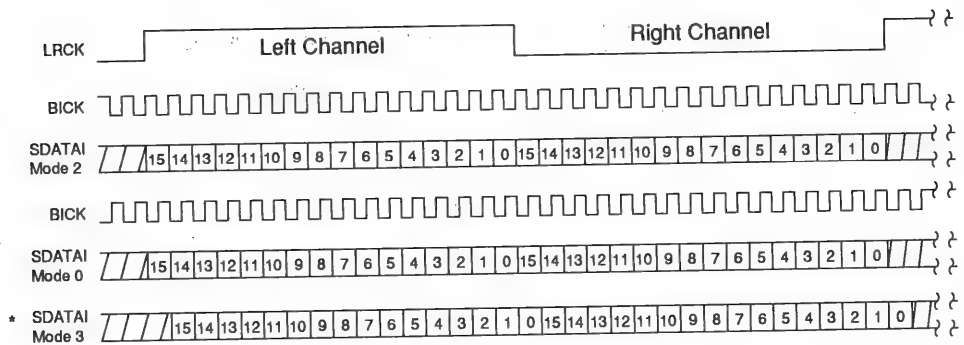 LRCK Left Channel Right Channel
BICK
SDATAI
Mode 2
15 14 13 12 11 10 9 8 7 6 5 4 3 2 1 0 15 14 13 12 11 10 9 8 7 6 5 4 3 2 1 0
BICK
SDATAI
Mode 0
15 14 13 12 11 10 9 8 7 6 5 4 3 2 1 0 15 14 13 12 11 10 9 8 7 6 5 4 3 2 1 0
* SDATAI
Mode 3
15 14 13 12 11 10 9 8 7 6 5 4 3 2 1 0 15 14 13 12 11 10 9 8 7 6 5 4 3 2 1 0